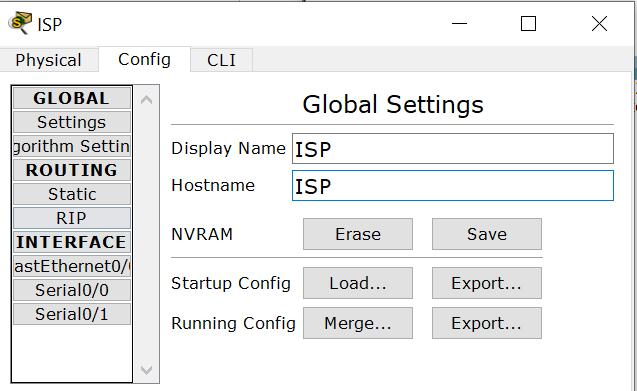 ISP
Physical Config CLI
GLOBAL
Settings
gorithm Settin
ROUTING
Static
RIP
INTERFACE
astEthernet0/0
Serial0/0
Serial0/1
Global Settings
Display Name ISP
Hostname ISP
NVRAM Erase Save
Startup Config Load... Export...
Running Config Merge... Export...